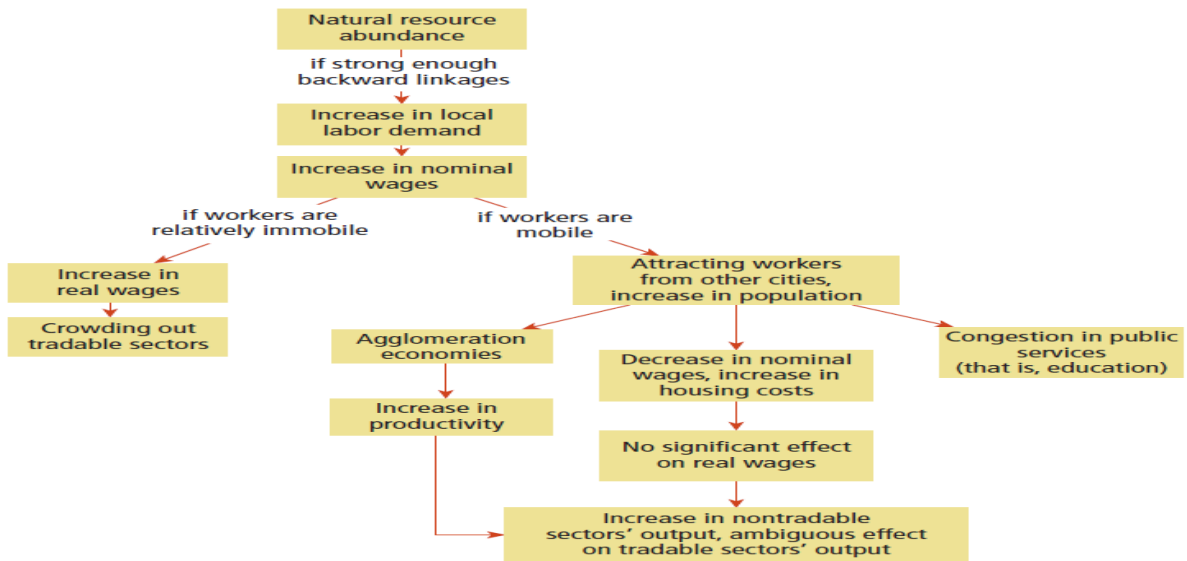 Natural resource
abundance
if strong enough
backward linkages
Increase in local
labor demand
Increase in nominal
wages
if workers are
relatively immobile
if workers are
mobile
Increase in
real wages
Crowding out
tradable sectors
Attracting workers
from other cities,
increase in population
Agglomeration
economies
Increase in
productivity
Decrease in nominal
wages, increase in
housing costs
No significant effect
on real wages
Congestion in public
services
(that is, education)
Increase in nontradable
sectors’ output, ambiguous effect
on tradable sectors’ output